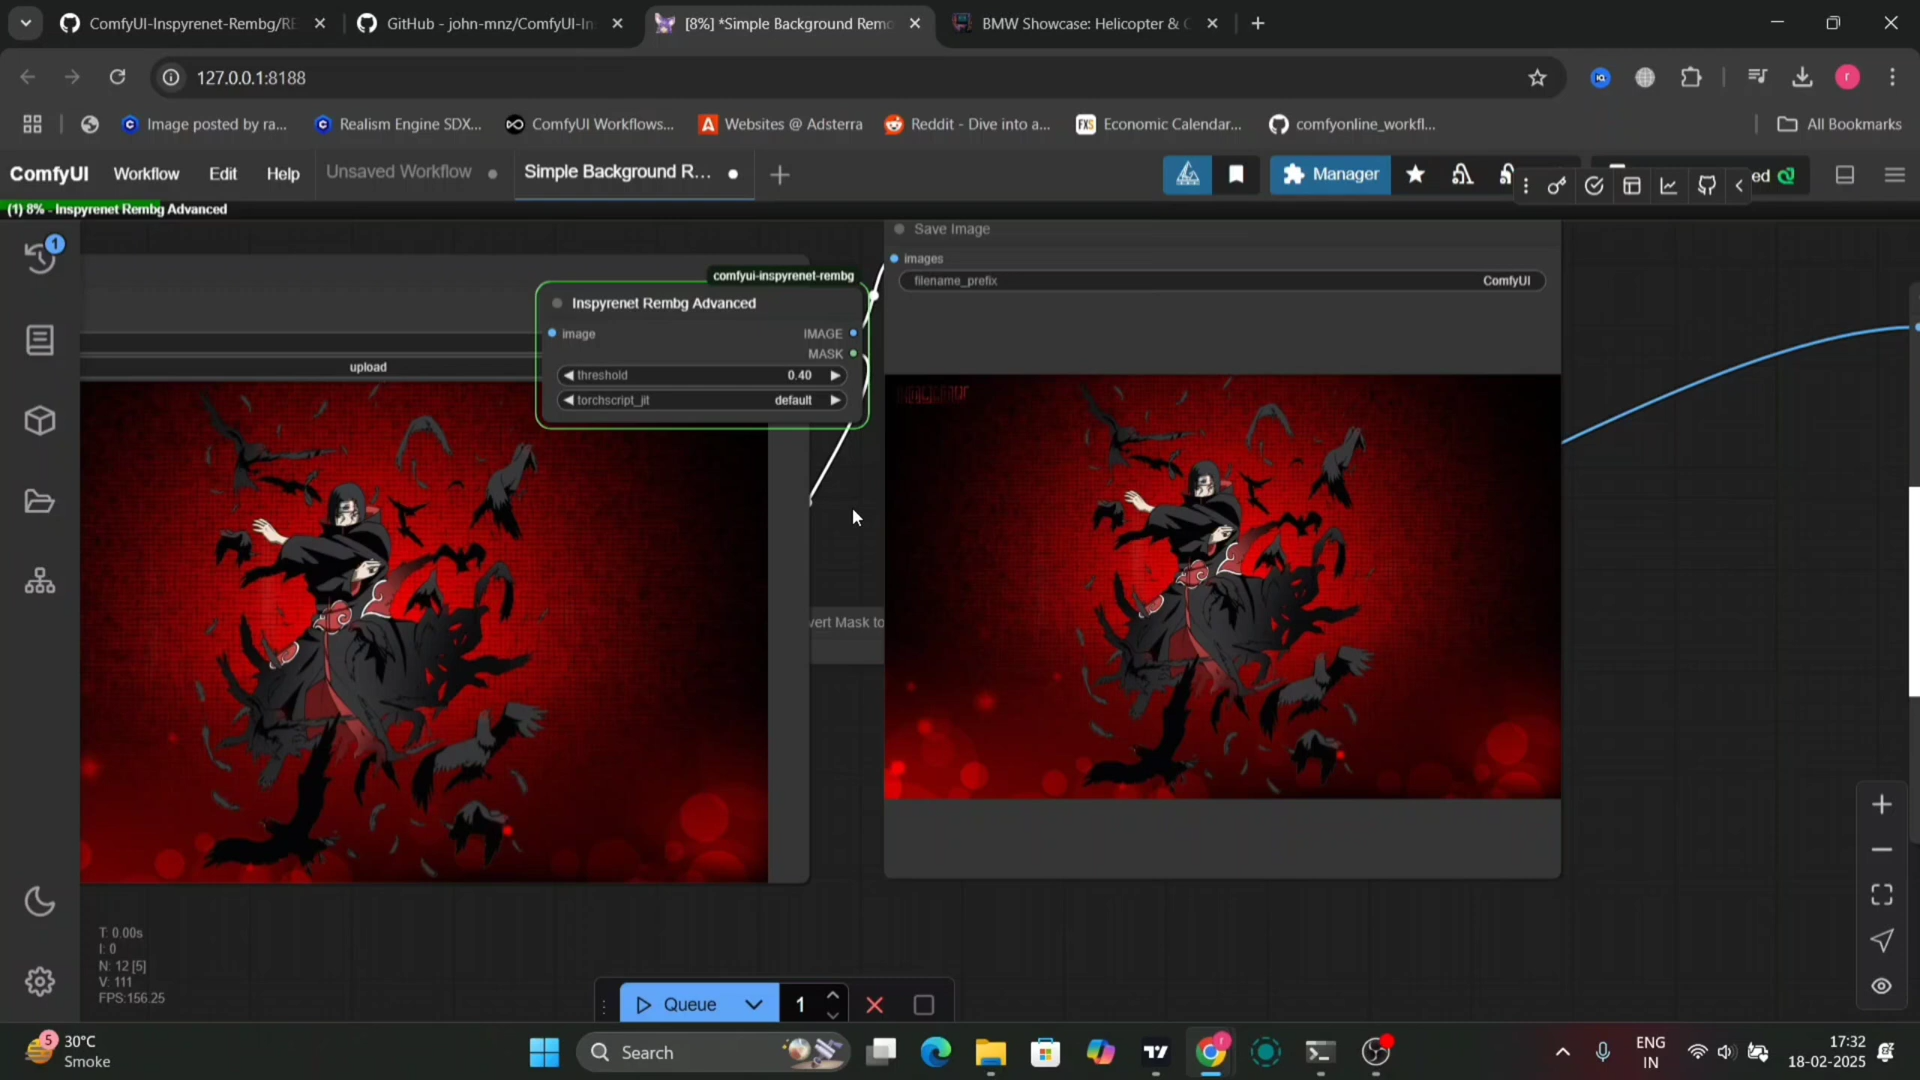 ComfyUI-Inspyrenet-Rembg/RE
GitHub - john-mnz/ComfyUI-In
[8%] *Simple Background Remo
BMW Showcase: Helicopter & C
127.0.0.1:8188
Image posted by ra...
Realism Engine SDX...
ComfyUI Workflows...
Websites @ Adsterra
Reddit - Dive into a...
Economic Calendar...
comfyonline_workfl...
All Bookmarks
ComfyUI
Workflow
Edit
Help
Unsaved Workflow
Simple Background R...
Manager
ed
(1) 8% - Inspyrenet Rembg Advanced
1
comfyui-inspyrenet-rembg
Inspyrenet Rembg Advanced
image
IMAGE
MASK
threshold
0.40
torchscript_jit
default
upload
Save Image
images
filename_prefix
ComfyUI
vert Mask to
T: 0.00s
I: 0
N: 12 [5]
V: 111
FPS:156.25
Queue
1
5
30°C
Smoke
Search
ENG
IN
17:32
18-02-2025